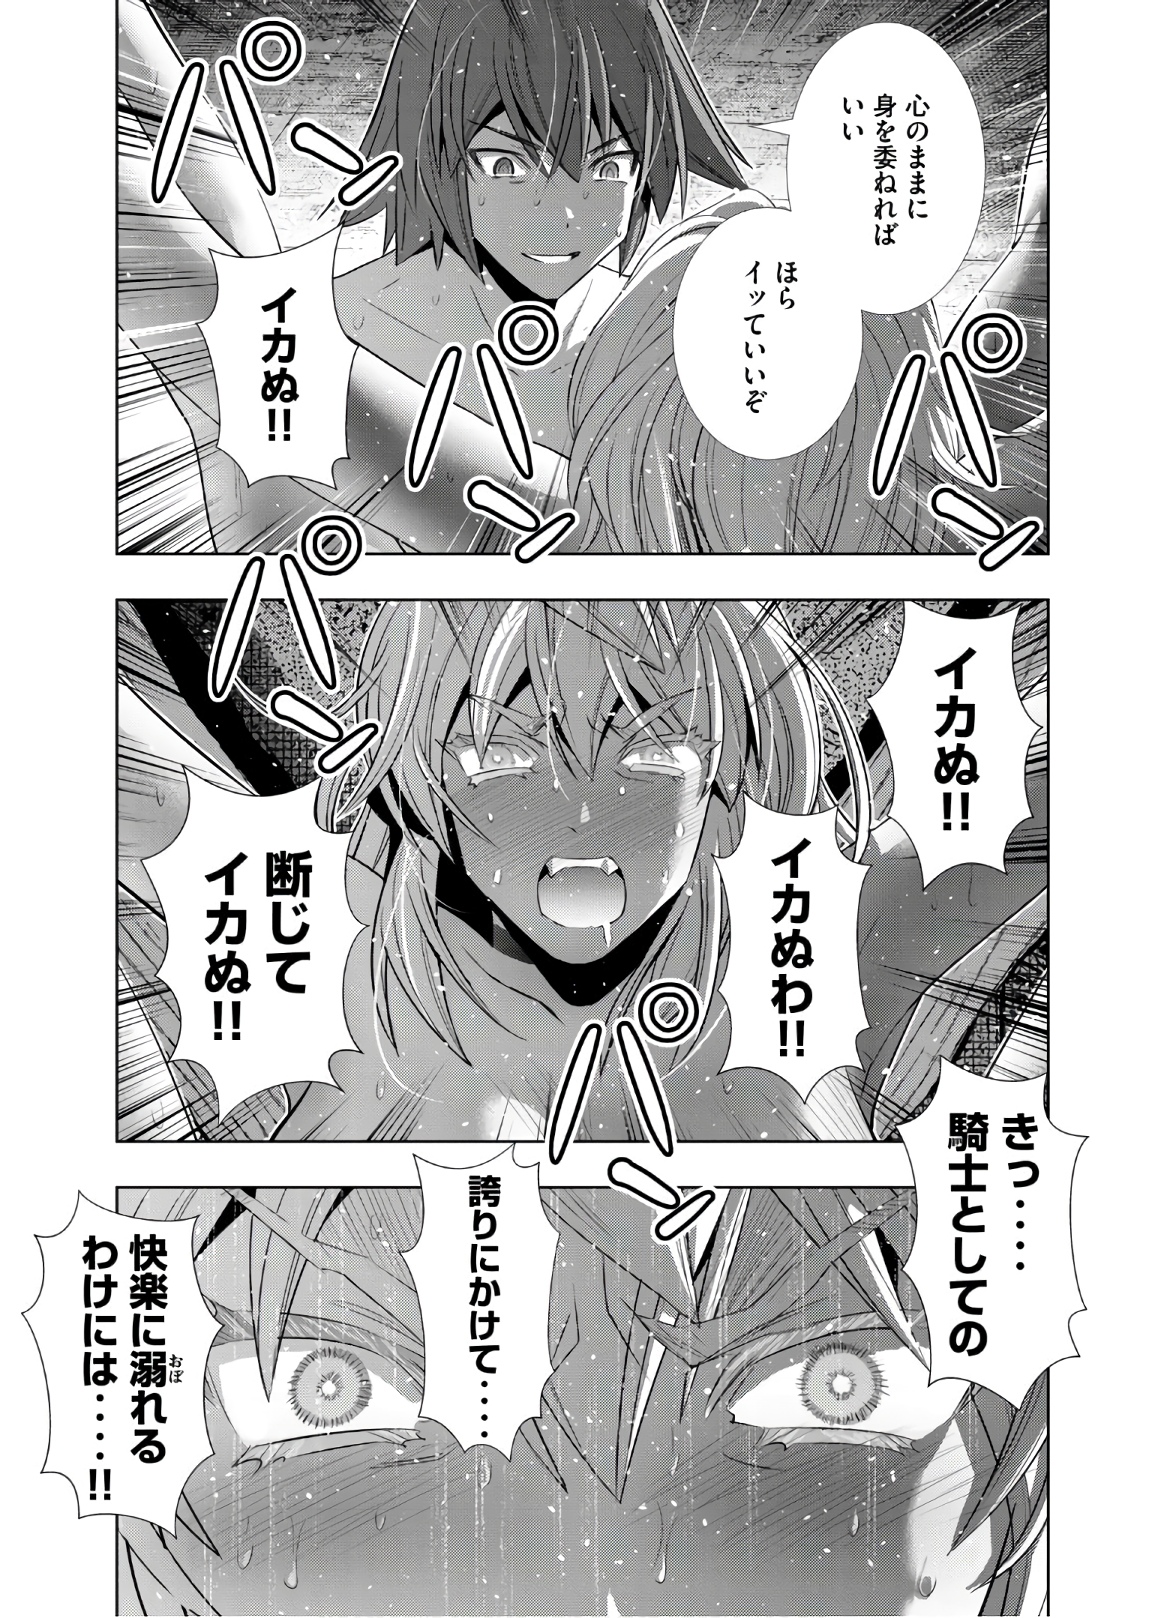 心のままに
身を委ねれば
いい
ほら
イッていいぞ
イカぬ!!
パン
パン
パン
イカぬ!!
イカぬわ!!
断じて
イカぬ!!
パン
パン
きっ‥‥‥
騎士としての
誇りにかけて‥‥
快楽に溺れる
おぼ
わけには‥‥!!